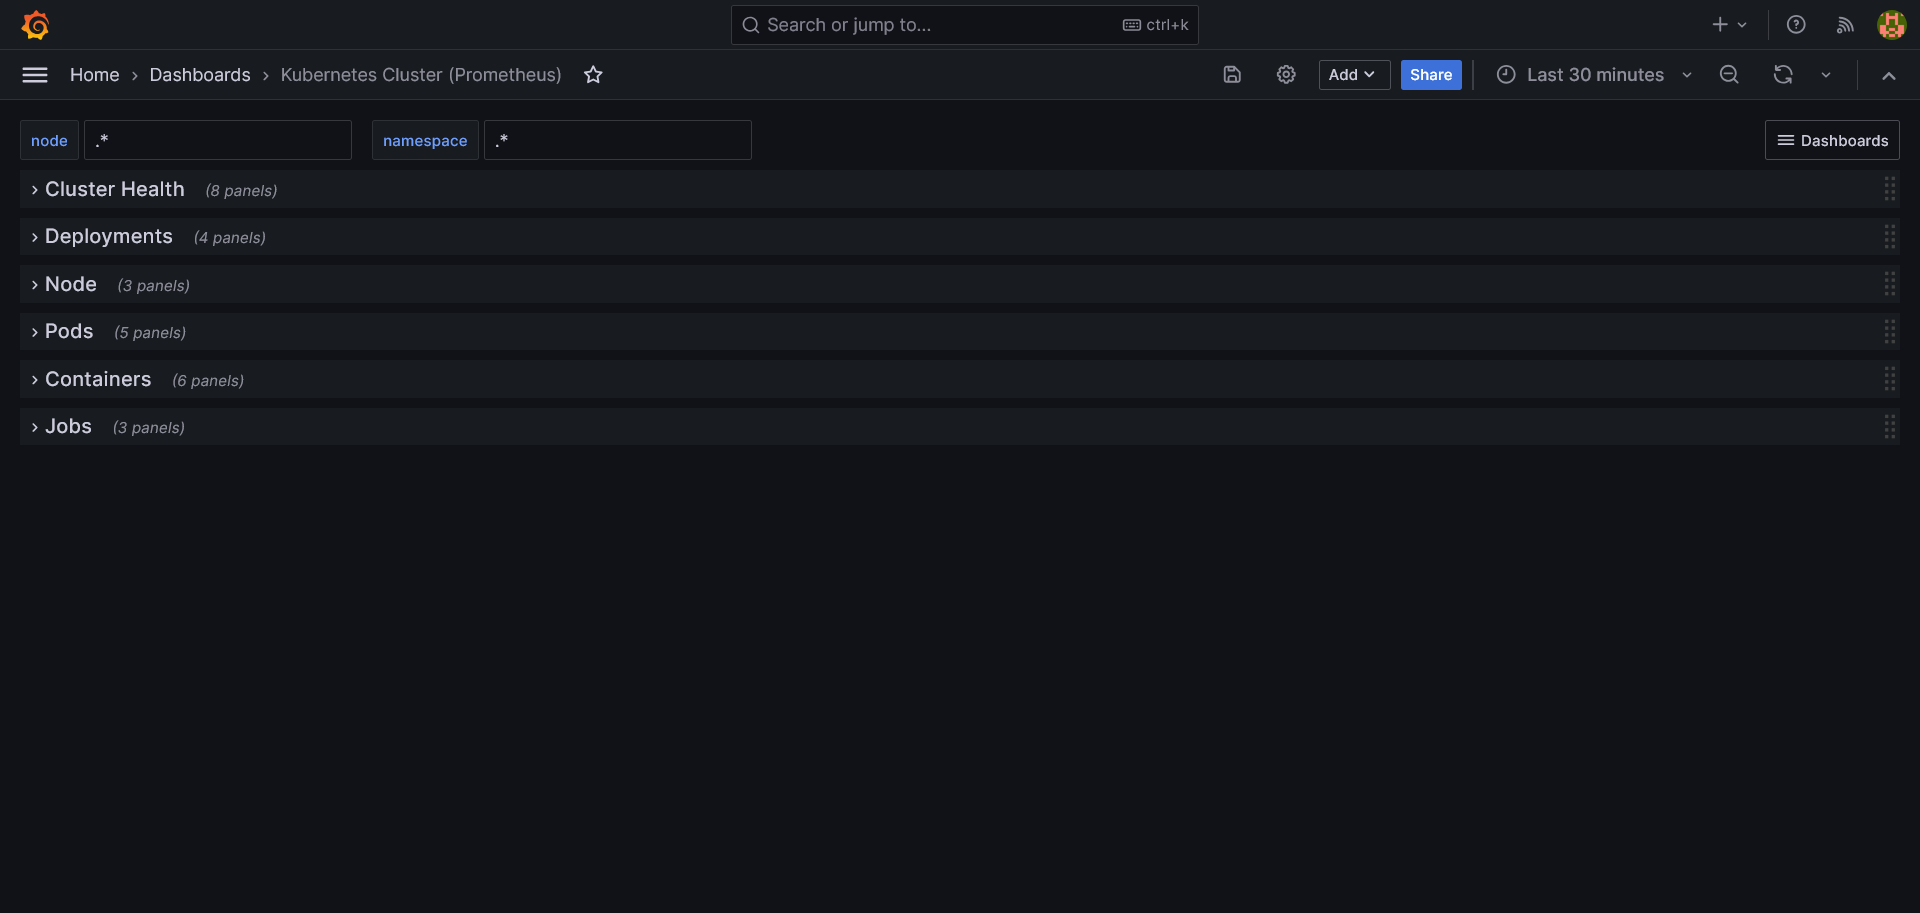 Search or jump to... ctrl+k
Home › Dashboards › Kubernetes Cluster (Prometheus) Add Share Last 30 minutes
node .* namespace .* Dashboards
Cluster Health (8 panels)
Deployments (4 panels)
Node (3 panels)
Pods (5 panels)
Containers (6 panels)
Jobs (3 panels)